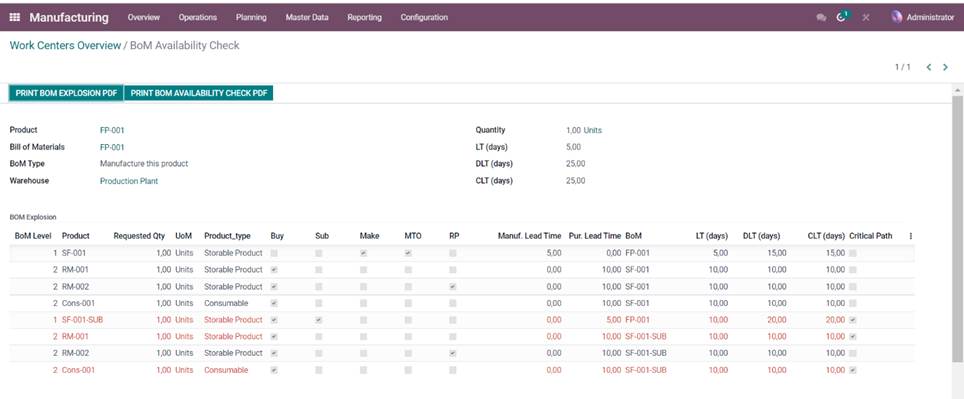 Manufacturing Overview Operations Planning Master Data Reporting Configuration 1 Administrator
Work Centers Overview / BoM Availability Check
1 / 1
PRINT BOM EXPLOSION PDF PRINT BOM AVAILABILITY CHECK PDF
Product FP-001 Quantity 1,00 Units
Bill of Materials FP-001 LT (days) 5,00
BoM Type Manufacture this product DLT (days) 25,00
Warehouse Production Plant CLT (days) 25,00
BOM Explosion
BoM Level Product Requested Qty UoM Product_type Buy Sub Make MTO RP Manuf. Lead Time Pur. Lead Time BoM LT (days) DLT (days) CLT (days) Critical Path
1 SF-001 1,00 Units Storable Product 5,00 0,00 FP-001 5,00 15,00 15,00
2 RM-001 1,00 Units Storable Product 0,00 10,00 SF-001 10,00 10,00 10,00
2 RM-002 1,00 Units Storable Product 0,00 10,00 SF-001 10,00 10,00 10,00
2 Cons-001 1,00 Units Consumable 0,00 10,00 SF-001 10,00 10,00 10,00
1 SF-001-SUB 1,00 Units Storable Product 0,00 5,00 FP-001 10,00 20,00 20,00
2 RM-001 1,00 Units Storable Product 0,00 10,00 SF-001-SUB 10,00 10,00 10,00
2 RM-002 1,00 Units Storable Product 0,00 10,00 SF-001-SUB 10,00 10,00 10,00
2 Cons-001 1,00 Units Consumable 0,00 10,00 SF-001-SUB 10,00 10,00 10,00